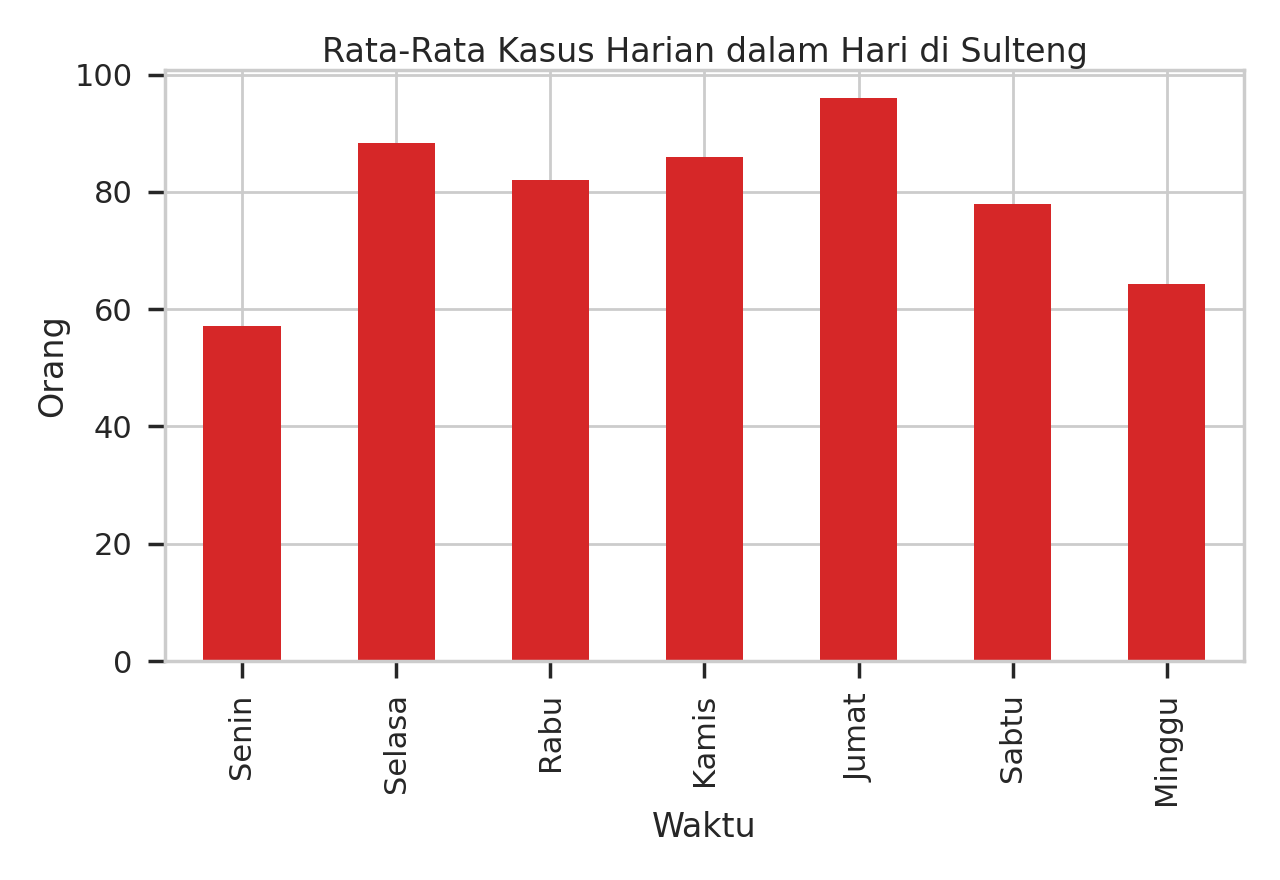 Rata-Rata Kasus Harian dalam Hari di Sulteng
100
80
60
40
20
0
Orang
Senin
Selasa
Rabu
Kamis
Jumat
Sabtu
Minggu
Waktu